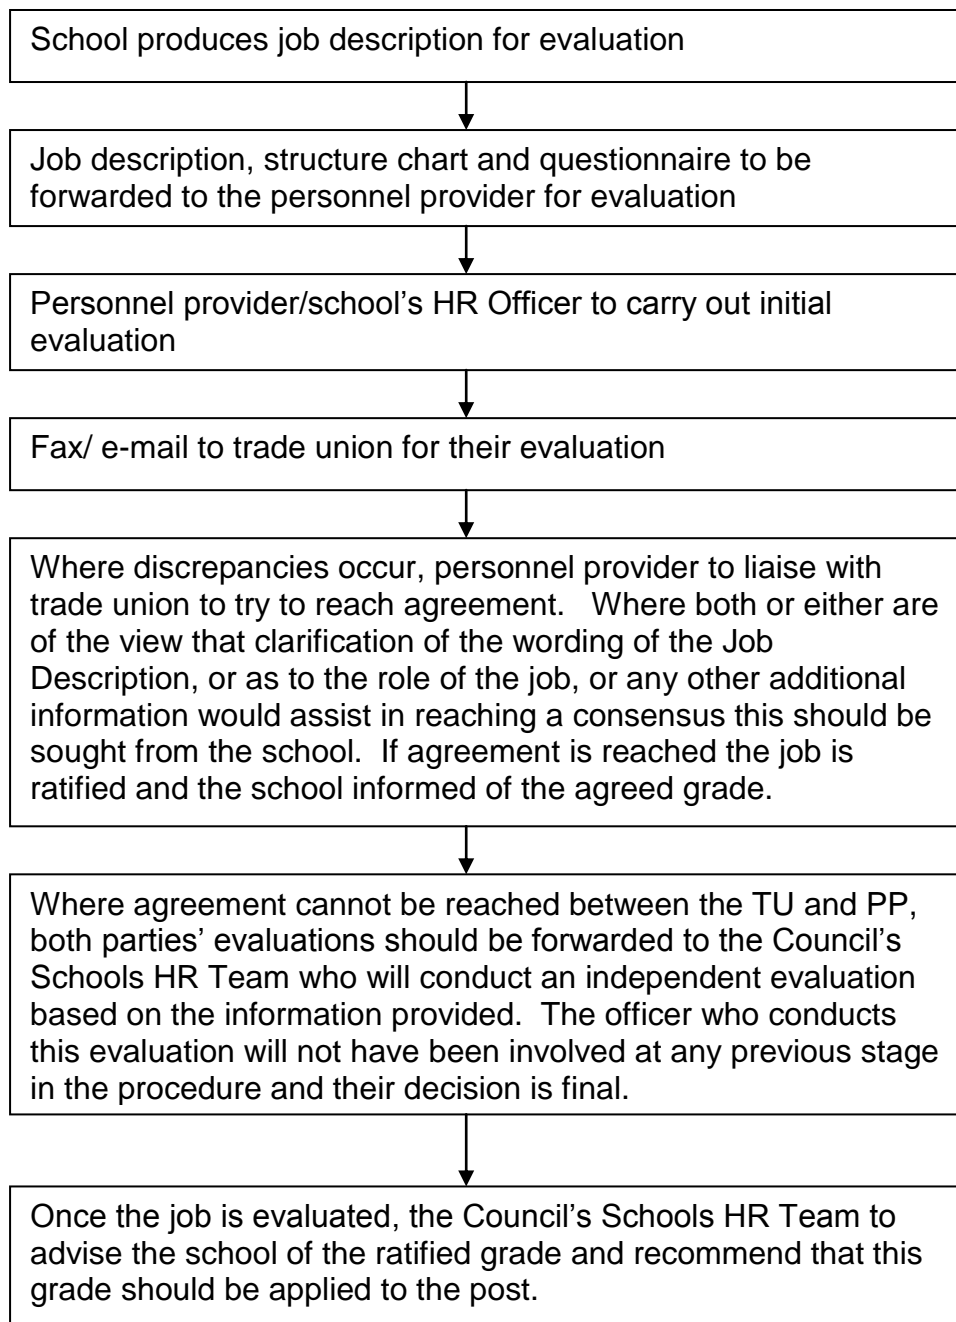 School produces job description for evaluation
Job description, structure chart and questionnaire to be
forwarded to the personnel provider for evaluation
Personnel provider/school’s HR Officer to carry out initial
evaluation
Fax/ e-mail to trade union for their evaluation
Where discrepancies occur, personnel provider to liaise with
trade union to try to reach agreement.   Where both or either are
of the view that clarification of the wording of the Job
Description, or as to the role of the job, or any other additional
information would assist in reaching a consensus this should be
sought from the school.  If agreement is reached the job is
ratified and the school informed of the agreed grade.
Where agreement cannot be reached between the TU and PP,
both parties’ evaluations should be forwarded to the Council’s
Schools HR Team who will conduct an independent evaluation
based on the information provided.  The officer who conducts
this evaluation will not have been involved at any previous stage
in the procedure and their decision is final.
Once the job is evaluated, the Council’s Schools HR Team to
advise the school of the ratified grade and recommend that this
grade should be applied to the post.